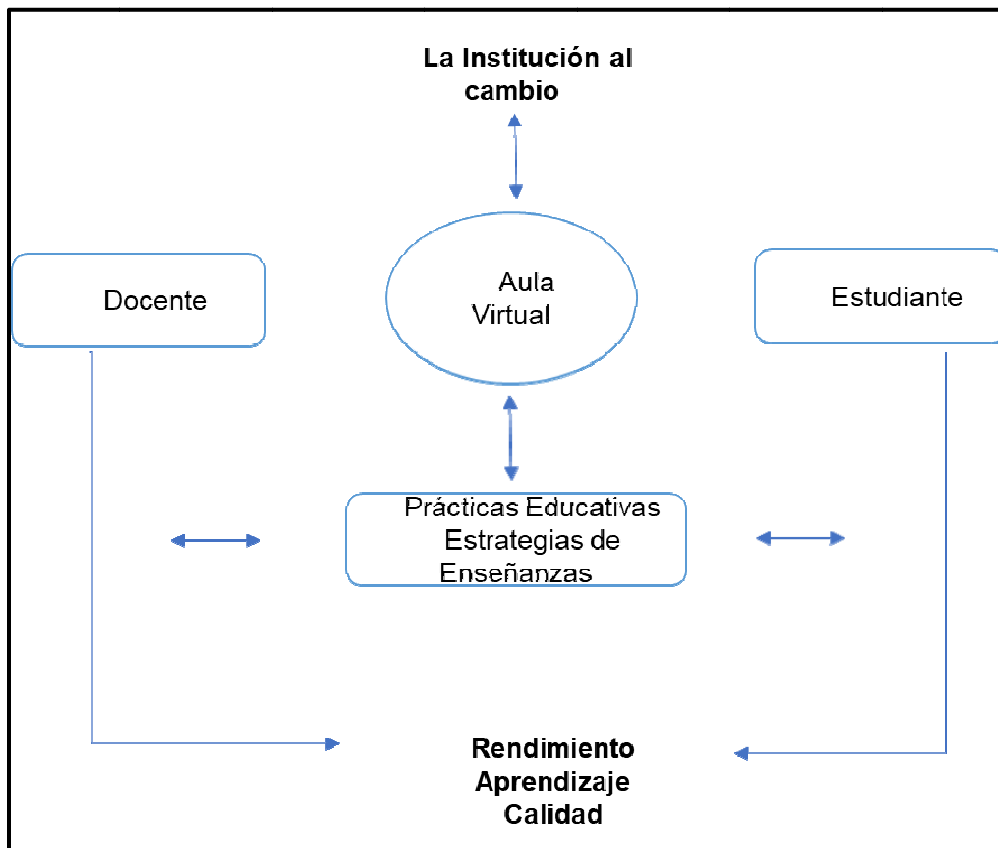 La Institución al
cambio
Docente
Aula
Virtual
Estudiante
Prácticas Educativas
Estrategias de
Enseñanzas
Rendimiento
Aprendizaje
Calidad